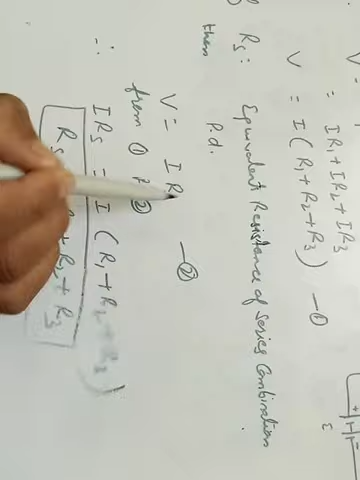 V =
= IR₁+IR₂+IR₃
V = I(R₁+R₂+R₃) —①
Rs: Equivalent Resistance of Series Combination
then P.d.
V = IR —②
from ① & ②
∴ IRs = I(R₁+R₂+R₃)
Rs R₁+R₂+R₃